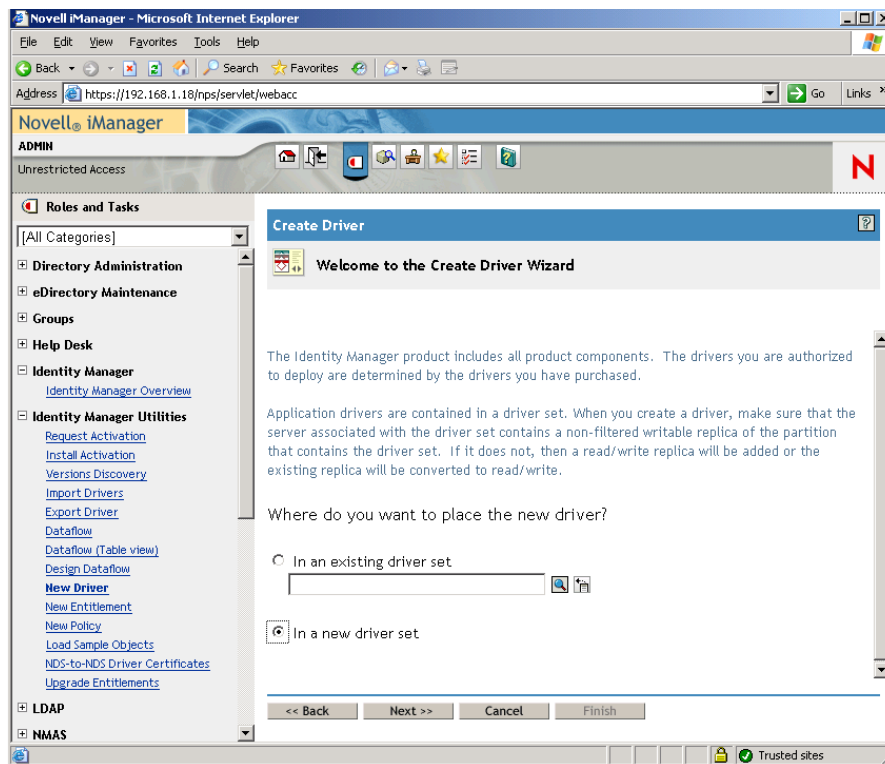 Novell iManager - Microsoft Internet Explorer
File Edit View Favorites Tools Help
Back Search Favorites
Address https://192.168.1.18/nps/servlet/webacc Go Links »
Novell® iManager
ADMIN
Unrestricted Access
N
Roles and Tasks
[All Categories]
Directory Administration
eDirectory Maintenance
Groups
Help Desk
Identity Manager
Identity Manager Overview
Identity Manager Utilities
Request Activation
Install Activation
Versions Discovery
Import Drivers
Export Driver
Dataflow
Dataflow (Table view)
Design Dataflow
New Driver
New Entitlement
New Policy
Load Sample Objects
NDS-to-NDS Driver Certificates
Upgrade Entitlements
LDAP
NMAS
Create Driver ?
Welcome to the Create Driver Wizard
The Identity Manager product includes all product components. The drivers you are authorized
to deploy are determined by the drivers you have purchased.
Application drivers are contained in a driver set. When you create a driver, make sure that the
server associated with the driver set contains a non-filtered writable replica of the partition
that contains the driver set. If it does not, then a read/write replica will be added or the
existing replica will be converted to read/write.
Where do you want to place the new driver?
In an existing driver set
In a new driver set
<< Back Next >> Cancel Finish
Trusted sites